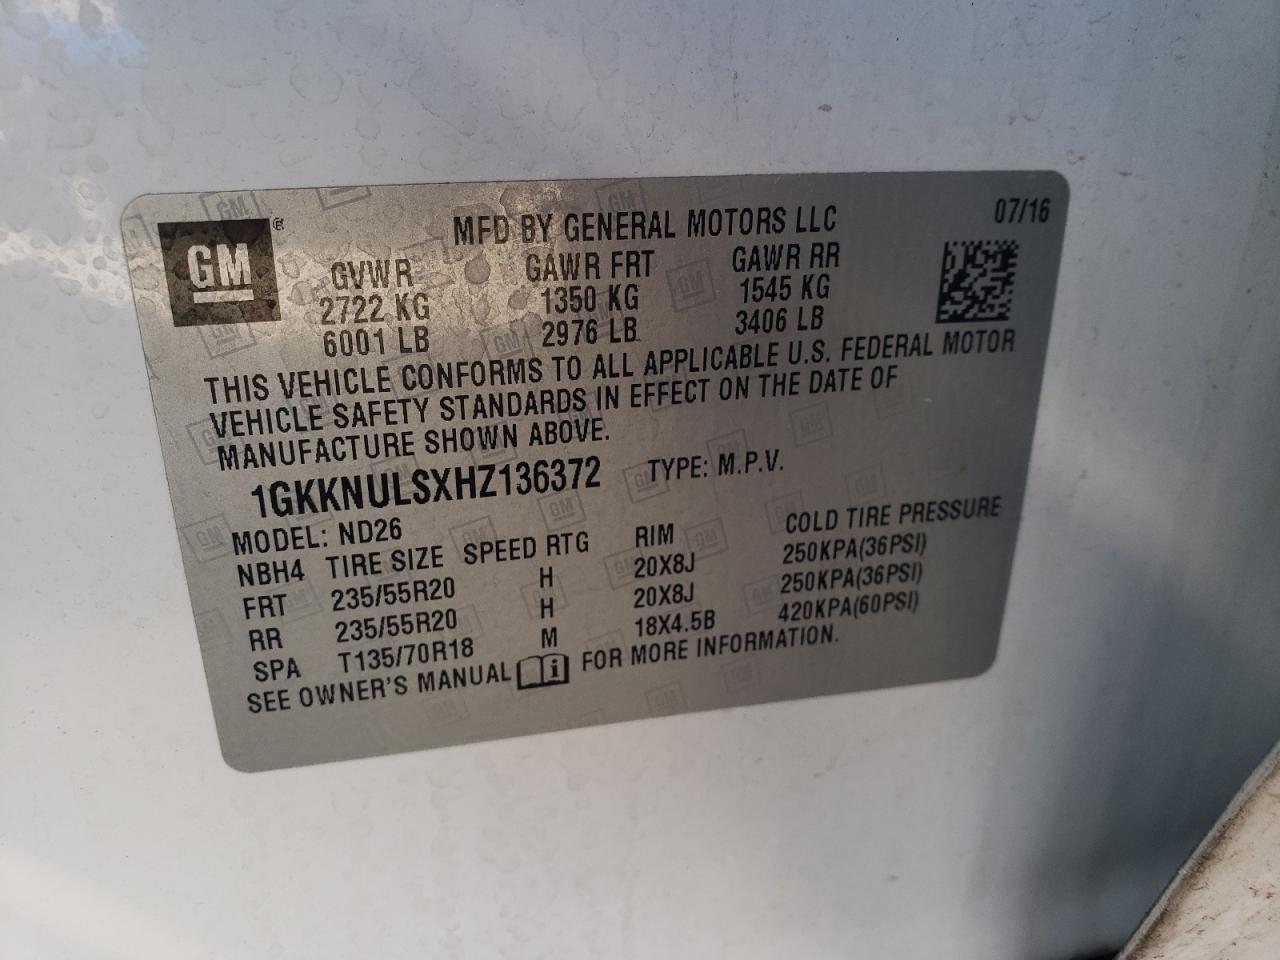 GM
MFD BY GENERAL MOTORS LLC
07/16
GVWR GAWR FRT GAWR RR
2722 KG 1350 KG 1545 KG
6001 LB 2976 LB 3406 LB
THIS VEHICLE CONFORMS TO ALL APPLICABLE U.S. FEDERAL MOTOR
VEHICLE SAFETY STANDARDS IN EFFECT ON THE DATE OF
MANUFACTURE SHOWN ABOVE.
1GKKNULSXHZ136372 TYPE: M.P.V.
MODEL: ND26
NBH4 TIRE SIZE SPEED RTG RIM COLD TIRE PRESSURE
FRT 235/55R20 H 20X8J 250KPA(36PSI)
RR 235/55R20 H 20X8J 250KPA(36PSI)
SPA T135/70R18 M 18X4.5B 420KPA(60PSI)
SEE OWNER'S MANUAL i FOR MORE INFORMATION.